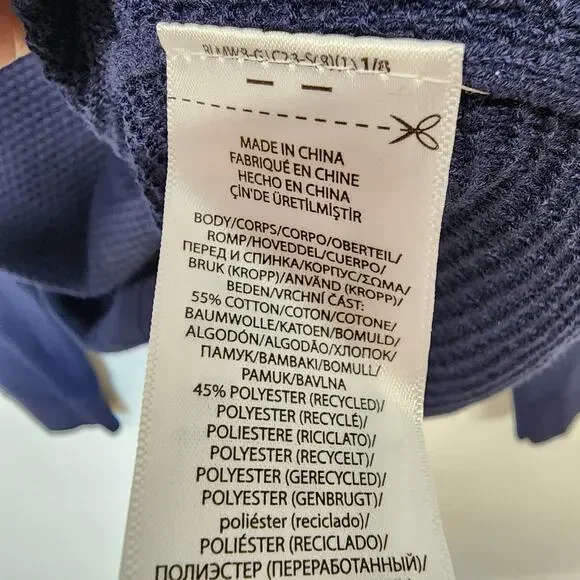 1/8
MADE IN CHINA
FABRIQUÉ EN CHINE
HECHO EN CHINA
ÇİN'DE ÜRETİLMİŞTİR
BODY/CORPS/CORPO/OBERTEIL/
ROMP/HOVEDDEL/CUERPO/
ПЕРЕД И СПИНКА/КОРПУС/ΣΩΜΑ/
BRUK (KROPP)/ANVÄND (KROPP)/
BEDEN/VRCHNÍ ČÁST:
55% COTTON/COTON/COTONE/
BAUMWOLLE/KATOEN/BOMULD/
ALGODÓN/ALGODÃO/ХЛОПОК/
ПАМУК/BAMBAKI/BOMULL/
PAMUK/BAVLNA
45% POLYESTER (RECYCLED)/
POLYESTER (RECYCLÉ)/
POLIESTERE (RICICLATO)/
POLYESTER (RECYCELT)/
POLYESTER (GERECYCLED)/
POLYESTER (GENBRUGT)/
poliéster (reciclado)/
POLIÉSTER (RECICLADO)/
ПОЛИЭСТЕР (ПЕРЕРАБОТАННЫЙ)/